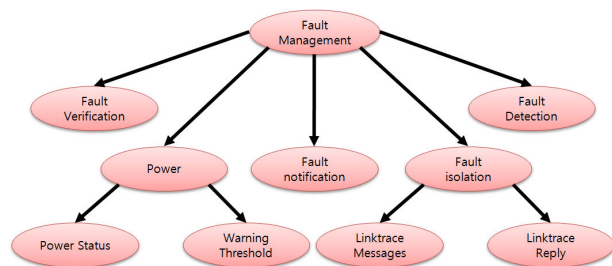 Fault
Management
Fault
Verification
Fault
Detection
Power
Fault
notification
Fault
isolation
Power Status
Warning
Threshold
Linktrace
Messages
Linktrace
Reply